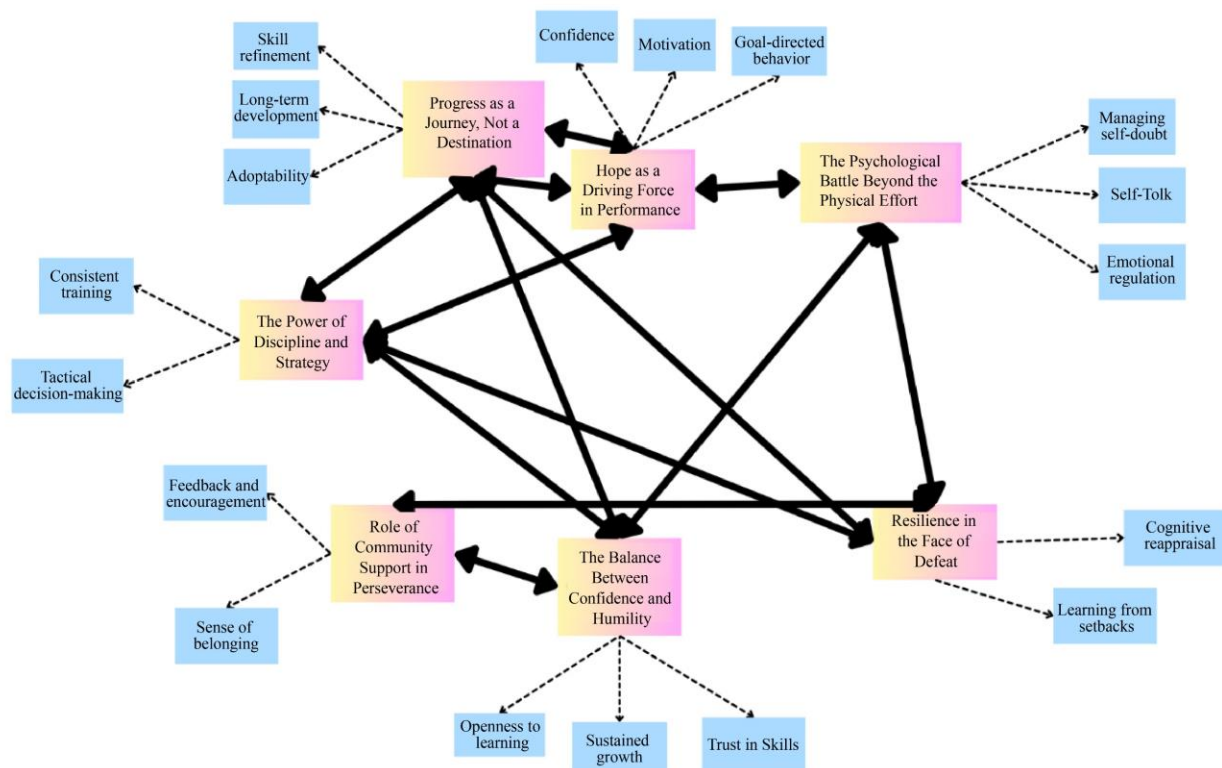 Skill
refinement
Long-term
development
Adoptability
Confidence
Motivation
Goal-directed
behavior
Progress as a
Journey, Not a
Destination
Hope as a
Driving Force
in Performance
The Psychological
Battle Beyond the
Physical Effort
Managing
self-doubt
Self-Tolk
Emotional
regulation
Consistent
training
Tactical
decision-making
The Power of
Discipline and
Strategy
Feedback and
encouragement
Sense of
belonging
Role of
Community
Support in
Perseverance
The Balance
Between
Confidence and
Humility
Resilience in
the Face of
Defeat
Cognitive
reappraisal
Learning from
setbacks
Openness to
learning
Sustained
growth
Trust in Skills